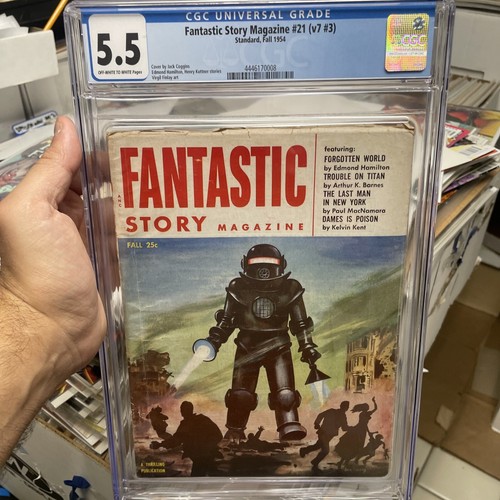 CGC UNIVERSAL GRADE
5.5
OFF-WHITE TO WHITE Pages
Fantastic Story Magazine #21 (v7 #3)
Standard, Fall 1954
Cover by Jack Coggins
Edmond Hamilton, Henry Kuttner stories
Virgil Finlay art
4446170008
CGC
FANTASTIC
STORY MAGAZINE
FALL 25c
featuring:
FORGOTTEN WORLD
by Edmond Hamilton
TROUBLE ON TITAN
by Arthur K. Barnes
THE LAST MAN
IN NEW YORK
by Paul MacNamara
DAMES IS POISON
by Kelvin Kent
A THRILLING
PUBLICATION